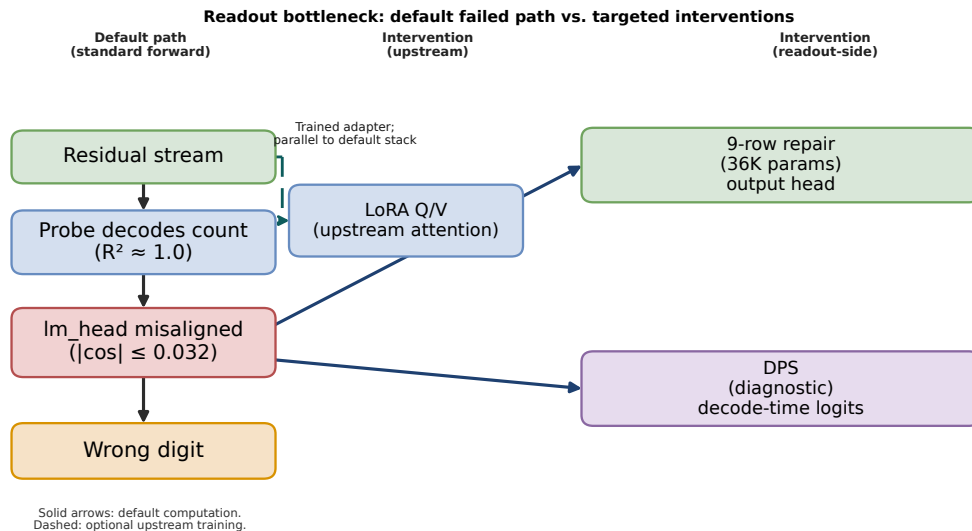 Readout bottleneck: default failed path vs. targeted interventions
Default path
(standard forward)
Intervention
(upstream)
Intervention
(readout-side)
Trained adapter;
parallel to default stack
Residual stream
Probe decodes count
(R² ≈ 1.0)
lm_head misaligned
(|cos| ≤ 0.032)
Wrong digit
LoRA Q/V
(upstream attention)
9-row repair
(36K params)
output head
DPS
(diagnostic)
decode-time logits
Solid arrows: default computation.
Dashed: optional upstream training.